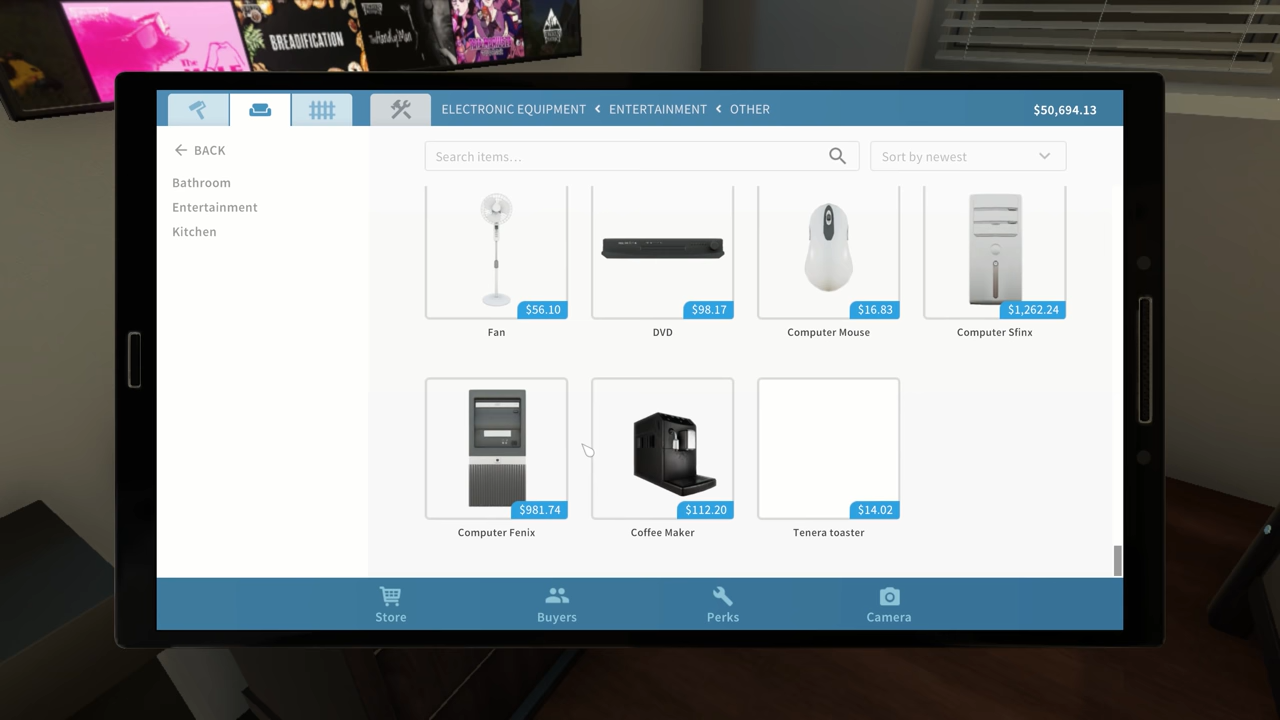 BREADIFICATION
The HandyMan
ELECTRONIC EQUIPMENT < ENTERTAINMENT < OTHER
$50,694.13
BACK
Search items...
Sort by newest
Bathroom
Entertainment
Kitchen
$56.10
$98.17
$16.83
$1,262.24
Fan
DVD
Computer Mouse
Computer Sfinx
$981.74
$112.20
$14.02
Computer Fenix
Coffee Maker
Tenera toaster
Store
Buyers
Perks
Camera